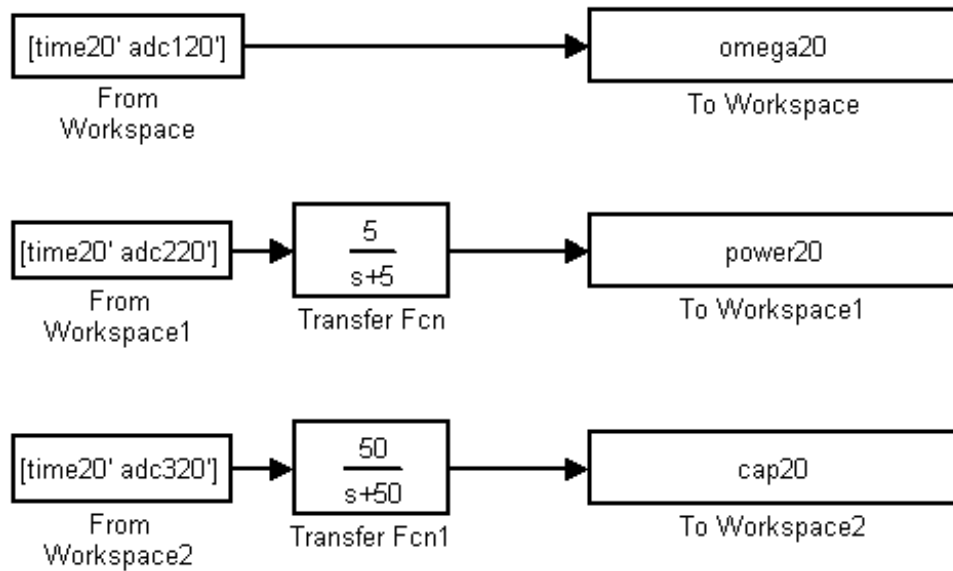 [time20' adc120']
omega20
From
Workspace
To Workspace
[time20' adc220']
5
s+5
power20
From
Workspace1
Transfer Fcn
To Workspace1
[time20' adc320']
50
s+50
cap20
From
Workspace2
Transfer Fcn1
To Workspace2